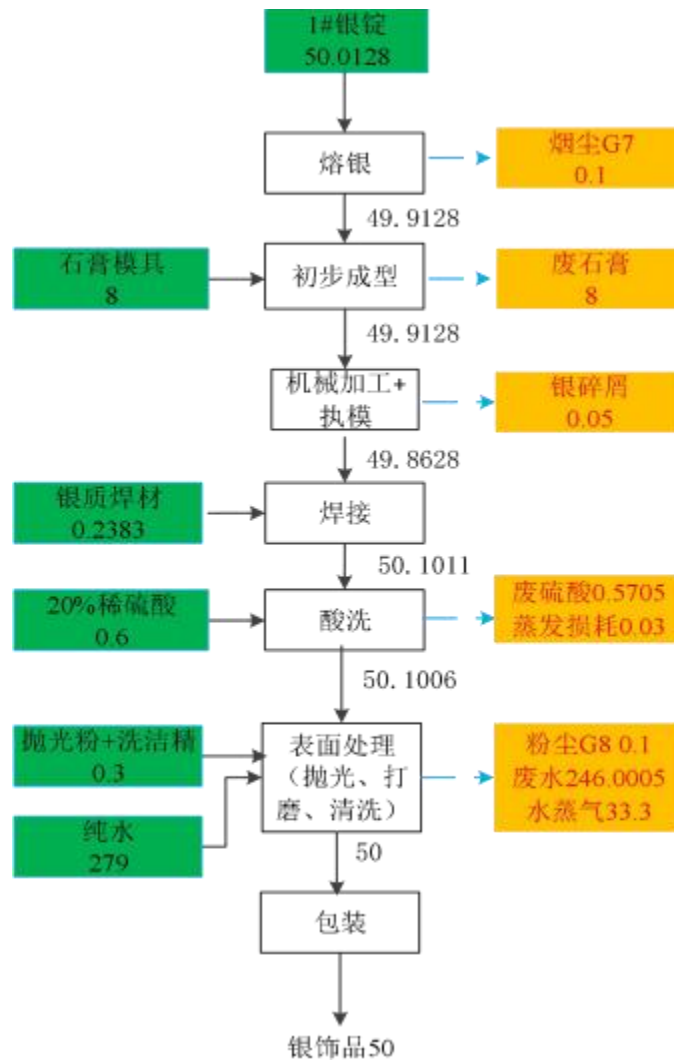 1#银锭
50.0128
熔银
烟尘G7
0.1
49.9128
石膏模具
8
初步成型
废石膏
8
49.9128
机械加工+
执模
银碎屑
0.05
49.8628
银质焊材
0.2383
焊接
50.1011
20%稀硫酸
0.6
酸洗
废硫酸0.5705
蒸发损耗0.03
50.1006
抛光粉+洗洁精
0.3
纯水
279
表面处理
（抛光、打
磨、清洗）
粉尘G8 0.1
废水246.0005
水蒸气33.3
50
包装
银饰品50